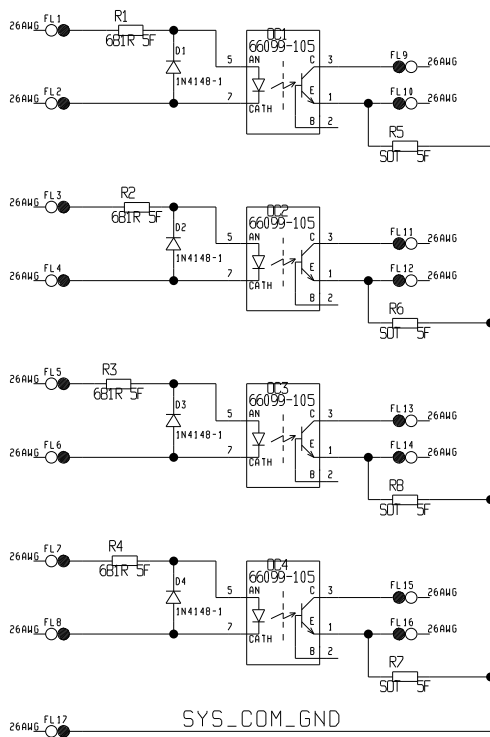 26AWG FL1 R1 681R 5F D1 1N4148-1 5 AN OC1 66099-105 C 3 FL9 26AWG
26AWG FL2 7 CATH E 1 FL10 26AWG
B 2 R5 SOT 5F
26AWG FL3 R2 681R 5F D2 1N4148-1 5 AN OC2 66099-105 C 3 FL11 26AWG
26AWG FL4 7 CATH E 1 FL12 26AWG
B 2 R6 SOT 5F
26AWG FL5 R3 681R 5F D3 1N4148-1 5 AN OC3 66099-105 C 3 FL13 26AWG
26AWG FL6 7 CATH E 1 FL14 26AWG
B 2 R8 SOT 5F
26AWG FL7 R4 681R 5F D4 1N4148-1 5 AN OC4 66099-105 C 3 FL15 26AWG
26AWG FL8 7 CATH E 1 FL16 26AWG
B 2 R7 SOT 5F
26AWG FL17 SYS_COM_GND